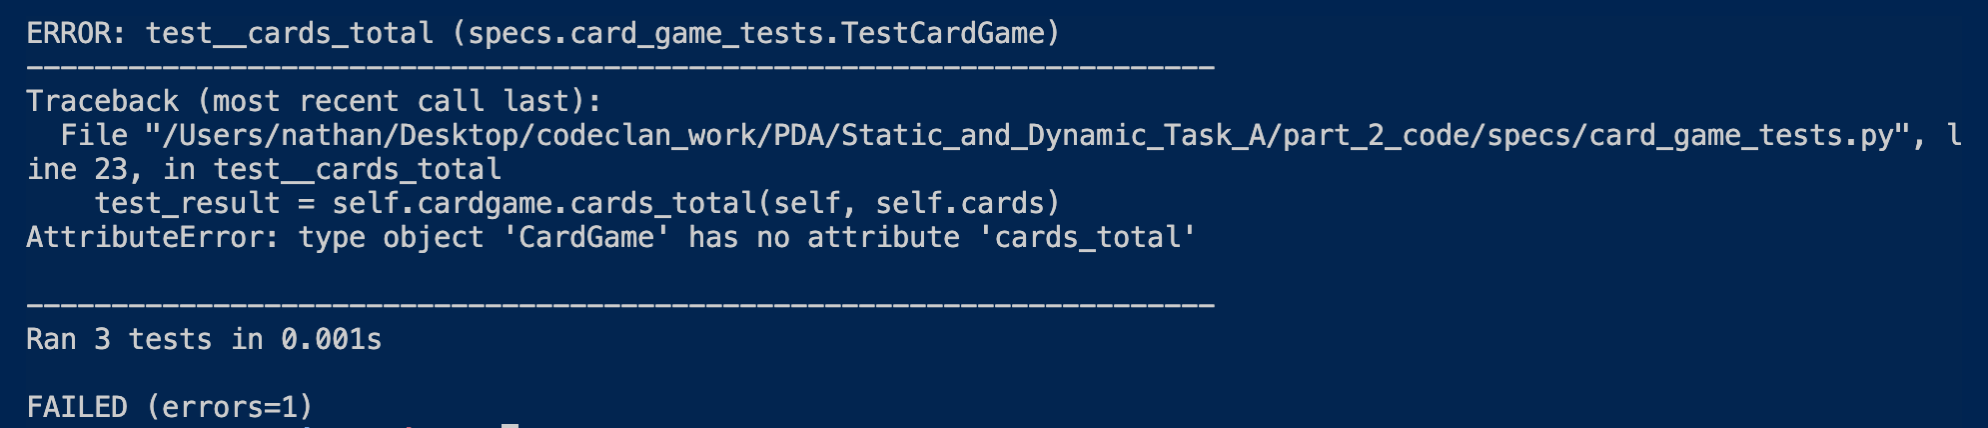 ERROR: test__cards_total (specs.card_game_tests.TestCardGame)
----------------------------------------------------------------------
Traceback (most recent call last):
  File "/Users/nathan/Desktop/codeclan_work/PDA/Static_and_Dynamic_Task_A/part_2_code/specs/card_game_tests.py", l
ine 23, in test__cards_total
    test_result = self.cardgame.cards_total(self, self.cards)
AttributeError: type object 'CardGame' has no attribute 'cards_total'
----------------------------------------------------------------------
Ran 3 tests in 0.001s
FAILED (errors=1)